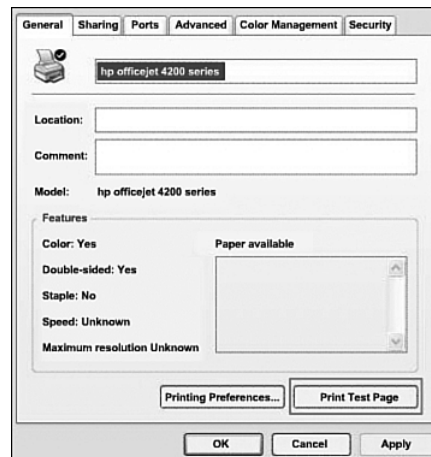 General Sharing Ports Advanced Color Management Security
hp officejet 4200 series
Location:
Comment:
Model: hp officejet 4200 series
Features
Color: Yes Paper available
Double-sided: Yes
Staple: No
Speed: Unknown
Maximum resolution Unknown
Printing Preferences... Print Test Page
OK Cancel Apply